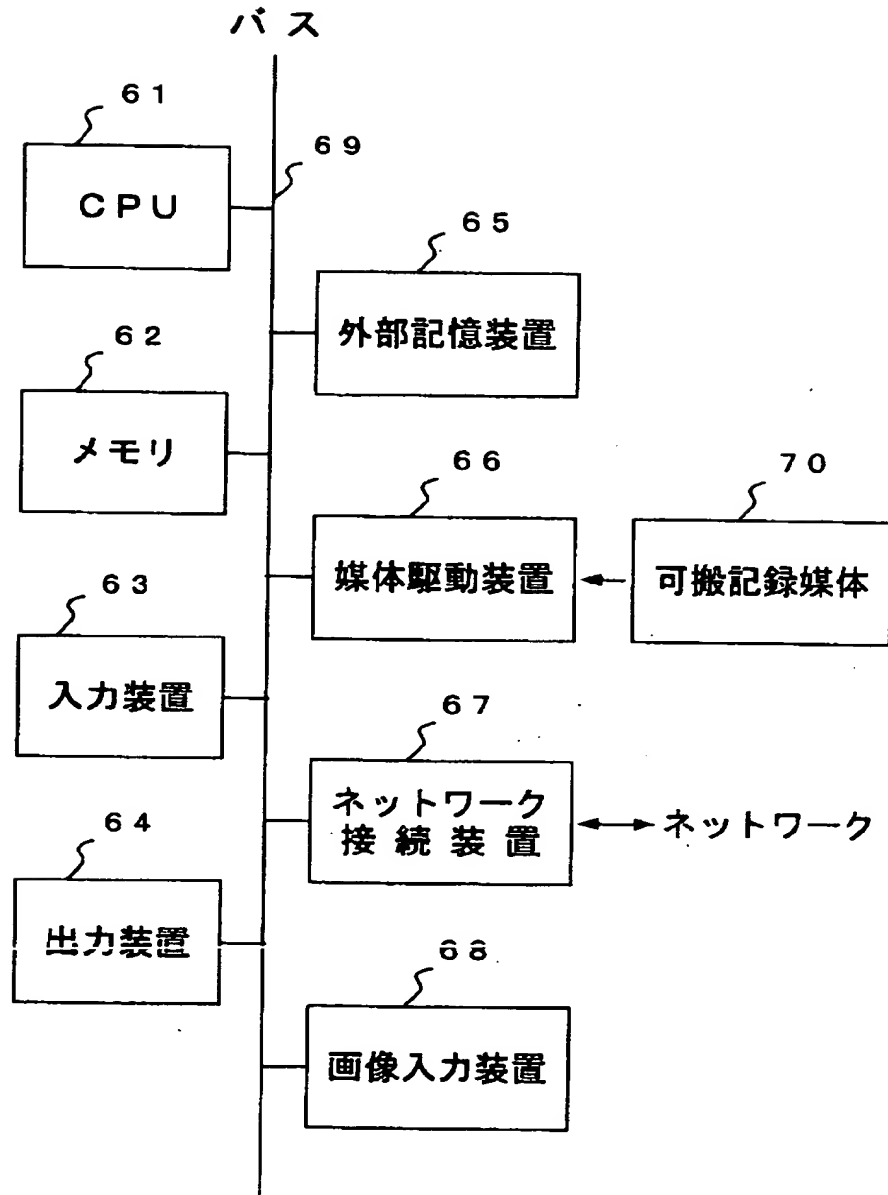 バス
61
CPU
69
65
外部記憶装置
62
メモリ
66
媒体駆動装置
70
可搬記録媒体
63
入力装置
67
ネットワーク
接続装置
ネットワーク
64
出力装置
68
画像入力装置